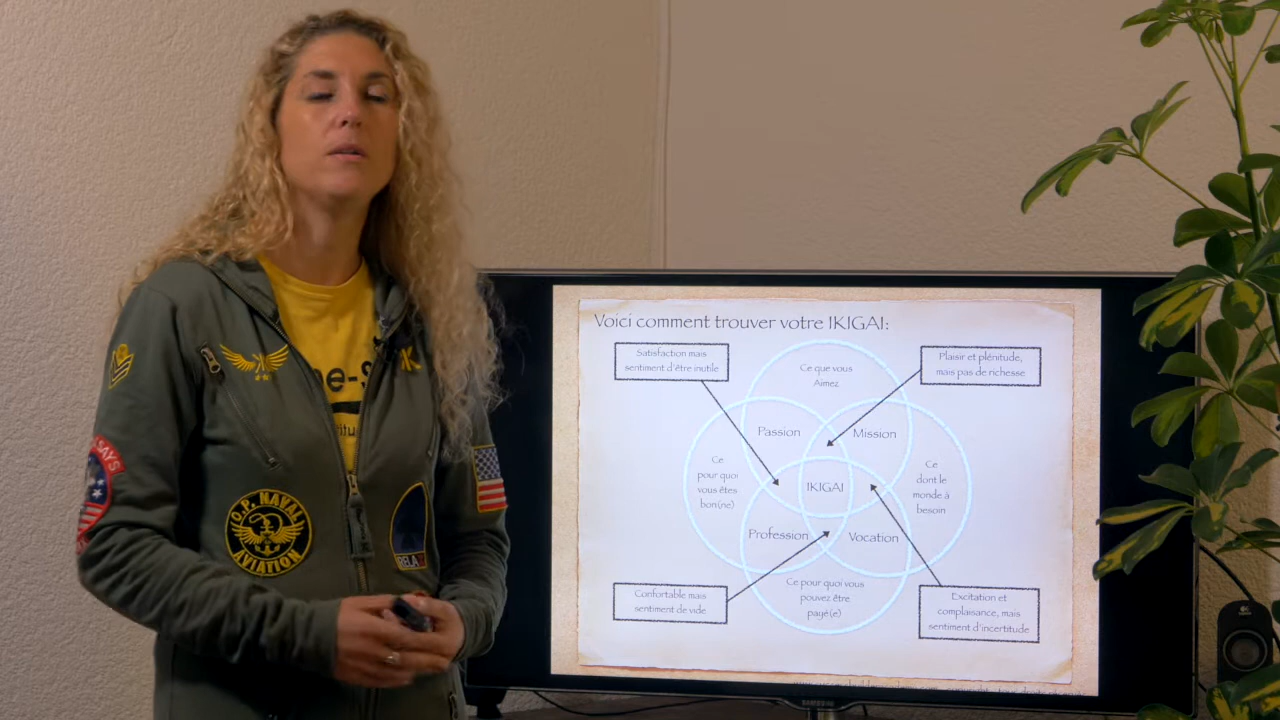 Voici comment trouver votre IKIGAI:
Satisfaction mais
sentiment d'être inutile
Plaisir et plénitude,
mais pas de richesse
Ce que vous
Aimez
Passion
Mission
Ce
pour quoi
vous êtes
bon(ne)
IKIGAI
Ce
dont le
monde à
besoin
Profession
Vocation
Ce pour quoi vous
pouvez être
payé(e)
Confortable mais
sentiment de vide
Excitation et
complaisance, mais
sentiment d'incertitude
O.P. NAVAL
AVIATION
SAMSUNG